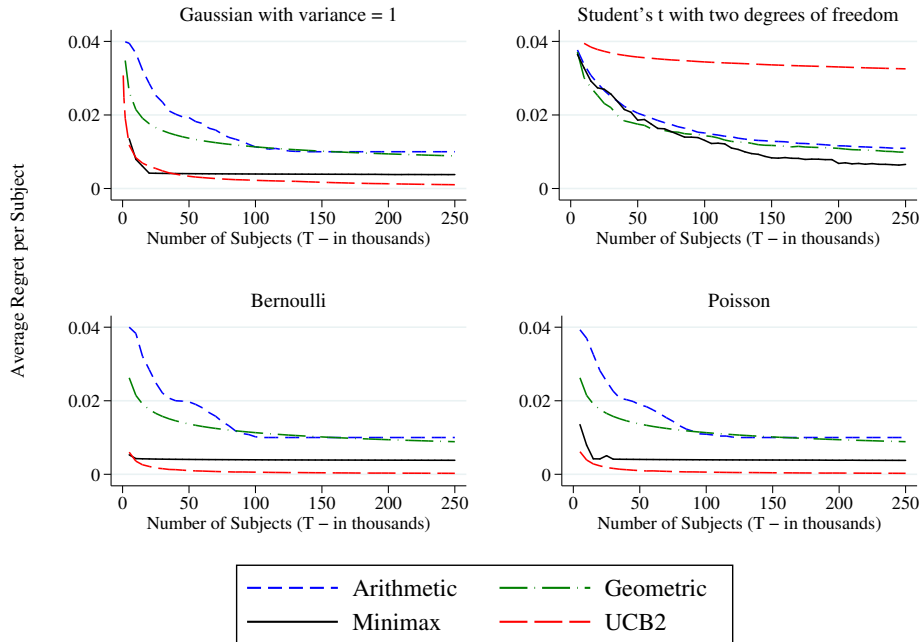 Gaussian with variance = 1
Student's t with two degrees of freedom
0.04
0.02
0
0 50 100 150 200 250
Number of Subjects (T − in thousands)
0.04
0.02
0
0 50 100 150 200 250
Number of Subjects (T − in thousands)
Average Regret per Subject
Bernoulli
Poisson
0.04
0.02
0
0 50 100 150 200 250
Number of Subjects (T − in thousands)
0.04
0.02
0
0 50 100 150 200 250
Number of Subjects (T − in thousands)
Arithmetic
Geometric
Minimax
UCB2